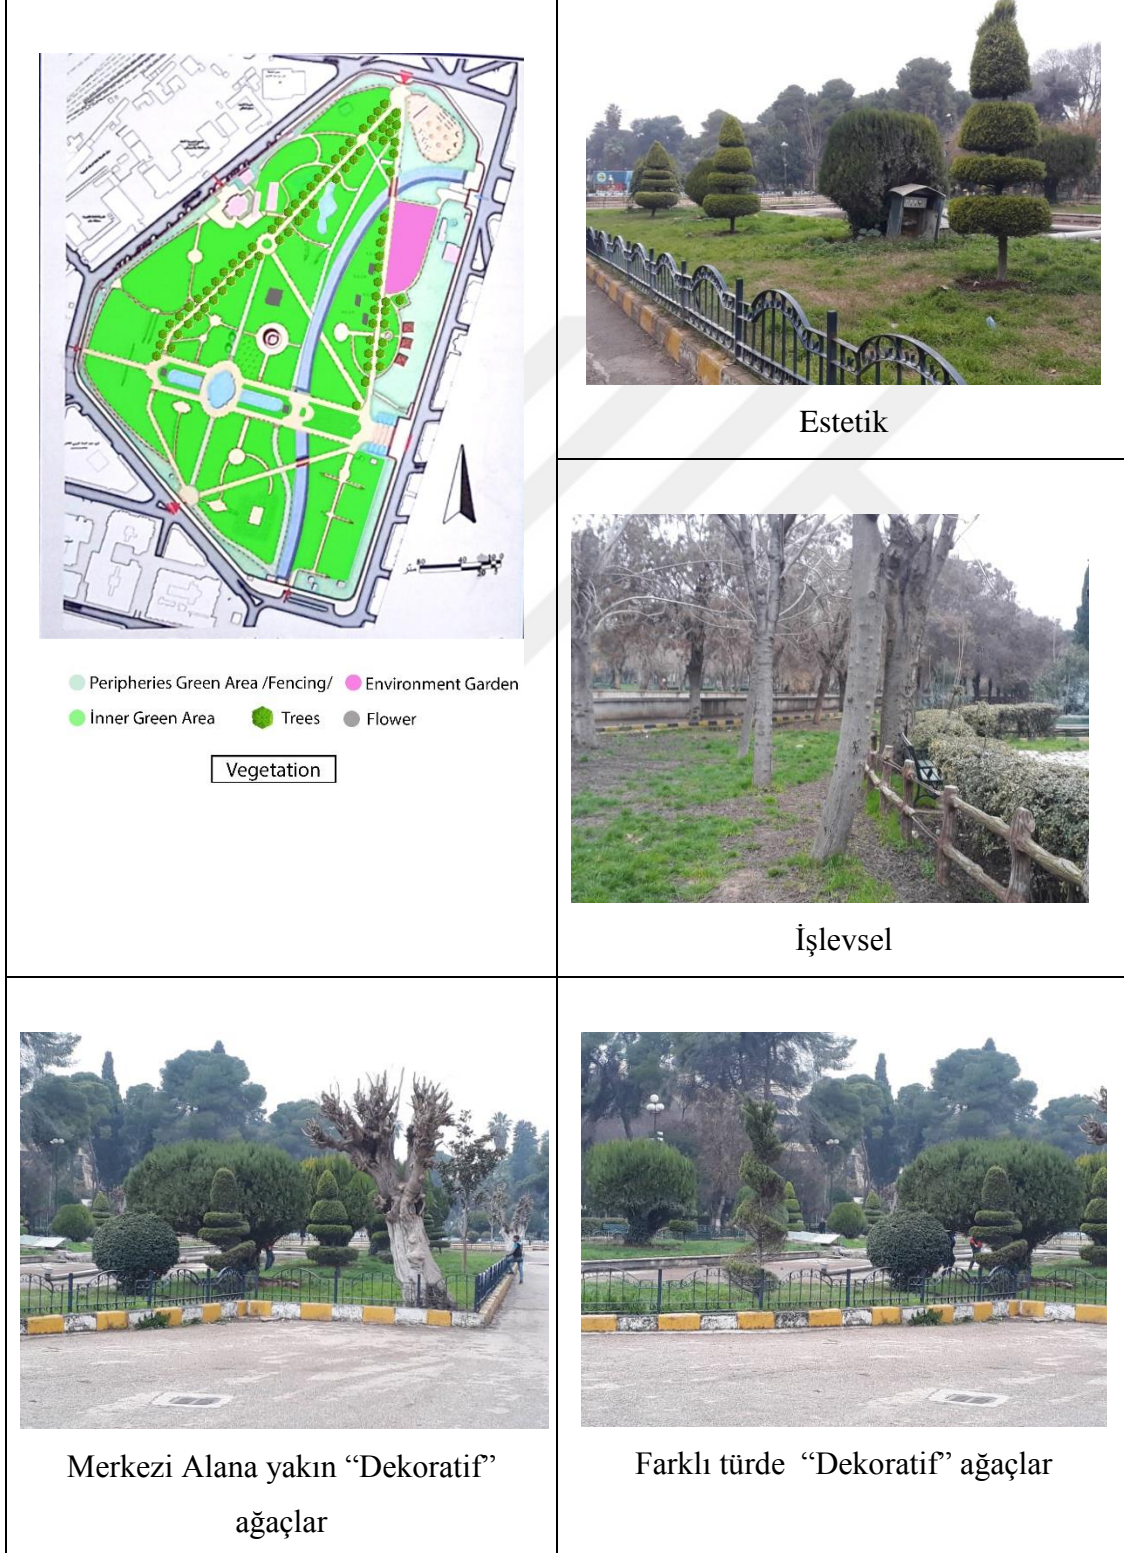 Peripheries Green Area /Fencing/
Environment Garden
İnner Green Area
Trees
Flower
Vegetation
Estetik
İşlevsel
Merkezi Alana yakın “Dekoratif”
ağaçlar
Farklı türde “Dekoratif” ağaçlar